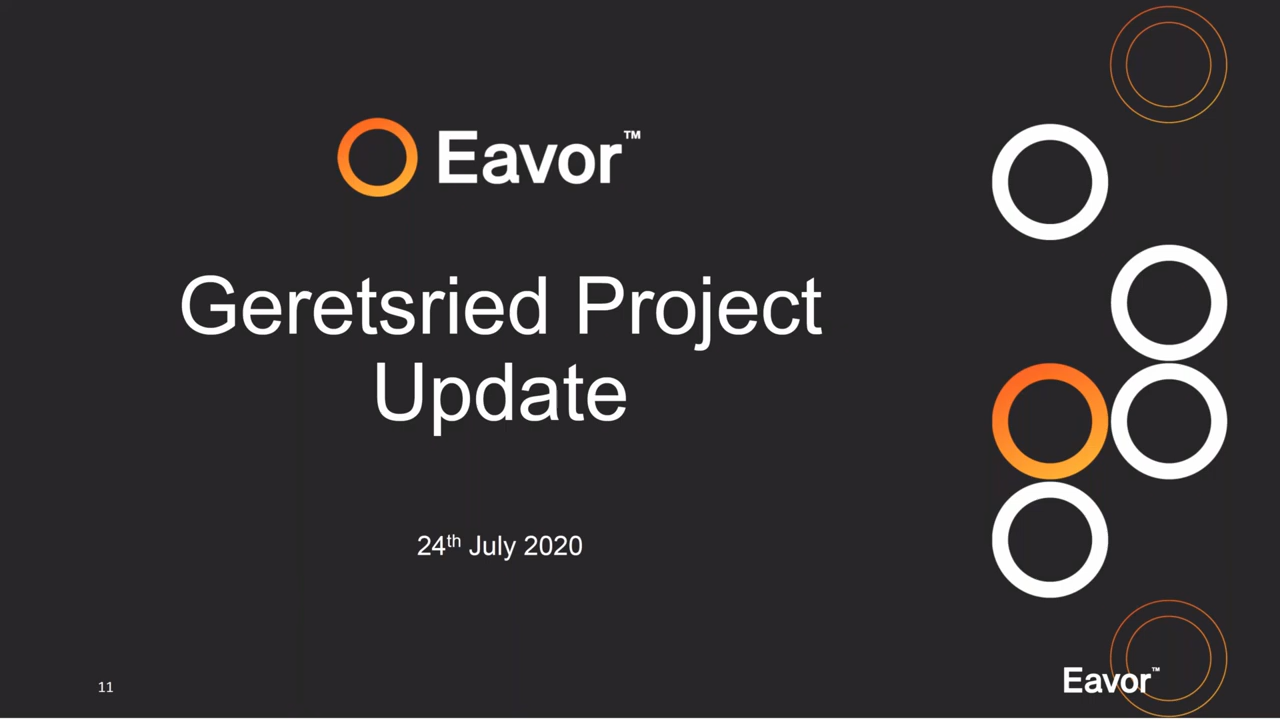 Eavor™
Geretsried Project
Update
24th July 2020
11
Eavor™